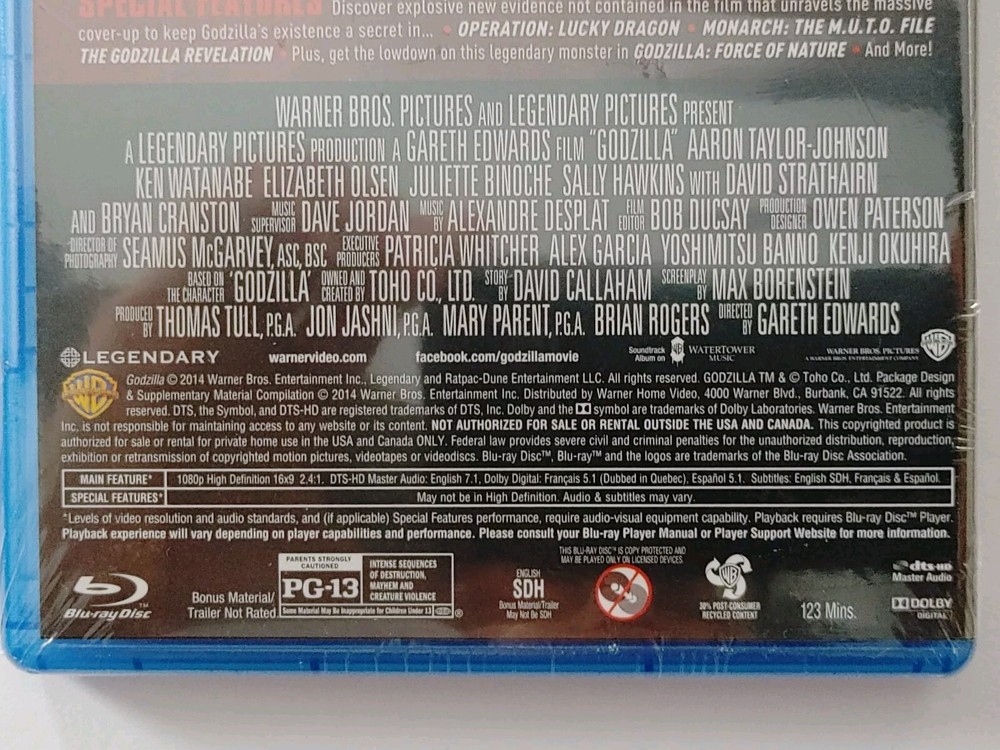 SPECIAL FEATURES Discover explosive new evidence not contained in the film that unravels the massive
cover-up to keep Godzilla's existence a secret in... • OPERATION: LUCKY DRAGON • MONARCH: THE M.U.T.O. FILE
THE GODZILLA REVELATION • Plus, get the lowdown on this legendary monster in GODZILLA: FORCE OF NATURE • And More!
WARNER BROS. PICTURES AND LEGENDARY PICTURES PRESENT
A LEGENDARY PICTURES PRODUCTION A GARETH EDWARDS FILM "GODZILLA" AARON TAYLOR-JOHNSON
KEN WATANABE ELIZABETH OLSEN JULIETTE BINOCHE SALLY HAWKINS WITH DAVID STRATHAIRN
AND BRYAN CRANSTON MUSIC SUPERVISOR DAVE JORDAN MUSIC BY ALEXANDRE DESPLAT FILM EDITOR BOB DUCSAY PRODUCTION DESIGNER OWEN PATERSON
DIRECTOR OF PHOTOGRAPHY SEAMUS McGARVEY, ASC, BSC EXECUTIVE PRODUCERS PATRICIA WHITCHER ALEX GARCIA YOSHIMITSU BANNO KENJI OKUHIRA
BASED ON THE CHARACTER 'GODZILLA' OWNED AND CREATED BY TOHO CO., LTD. STORY BY DAVID CALLAHAM SCREENPLAY BY MAX BORENSTEIN
PRODUCED BY THOMAS TULL, P.G.A. JON JASHNI, P.G.A. MARY PARENT, P.G.A. BRIAN ROGERS DIRECTED BY GARETH EDWARDS
LEGENDARY warnervideo.com facebook.com/godzillamovie Soundtrack Album on WATERTOWER MUSIC WARNER BROS. PICTURES A WARNER BROS. ENTERTAINMENT COMPANY
Godzilla © 2014 Warner Bros. Entertainment Inc., Legendary and Ratpac-Dune Entertainment LLC. All rights reserved. GODZILLA TM & © Toho Co., Ltd. Package Design
& Supplementary Material Compilation © 2014 Warner Bros. Entertainment Inc. Distributed by Warner Home Video, 4000 Warner Blvd., Burbank, CA 91522. All rights
reserved. DTS, the Symbol, and DTS-HD are registered trademarks of DTS, Inc. Dolby and the symbol are trademarks of Dolby Laboratories. Warner Bros. Entertainment
Inc. is not responsible for maintaining access to any website or its content. NOT AUTHORIZED FOR SALE OR RENTAL OUTSIDE THE USA AND CANADA. This copyrighted product is
authorized for sale or rental for private home use in the USA and Canada ONLY. Federal law provides severe civil and criminal penalties for the unauthorized distribution, reproduction,
exhibition or retransmission of copyrighted motion pictures, videotapes or videodiscs. Blu-ray Disc™, Blu-ray™ and the logos are trademarks of the Blu-ray Disc Association.
MAIN FEATURE* 1080p High Definition 16x9 2.4:1. DTS-HD Master Audio: English 7.1, Dolby Digital: Français 5.1 (Dubbed in Quebec), Español 5.1. Subtitles: English SDH, Français & Español.
SPECIAL FEATURES* May not be in High Definition. Audio & subtitles may vary.
*Levels of video resolution and audio standards, and (if applicable) Special Features performance, require audio-visual equipment capability. Playback requires Blu-ray Disc™ Player.
Playback experience will vary depending on player capabilities and performance. Please consult your Blu-ray Player Manual or Player Support Website for more information.
Blu-ray Disc™
Bonus Material/
Trailer Not Rated
PARENTS STRONGLY CAUTIONED
PG-13
INTENSE SEQUENCES
OF DESTRUCTION,
MAYHEM AND
CREATURE VIOLENCE
Some Material May Be Inappropriate for Children Under 13 ®
ENGLISH
SDH
Bonus Material/Trailer
May Not Be SDH
THIS BLU-RAY DISC™ IS COPY PROTECTED AND
MAY BE PLAYED ONLY ON LICENSED DEVICES.
30% POST-CONSUMER
RECYCLED CONTENT
123 Mins.
dts-HD
Master Audio
DOLBY
DIGITAL